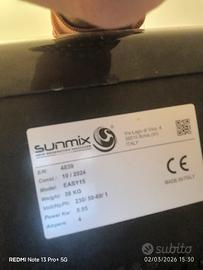 sunmix
Via Lago di Vico, 4
36015 Schio (VI)
ITALY
S/N: 4839
Const.: 10 / 2024
Model: EASY15
Weight: 38 KG
Volt/Hz/Ph: 230/ 50-60/ 1
Power Kw: 0.55
Ampere: 4
CE
MADE IN ITALY
subito
REDMI Note 13 Pro+ 5G
02/03/2026 15:30